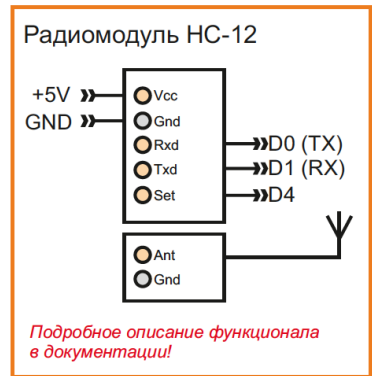 Радиомодуль HC-12
+5V
GND
Vcc
Gnd
Rxd
Txd
Set
D0 (TX)
D1 (RX)
D4
Ant
Gnd
Подробное описание функционала
в документации!